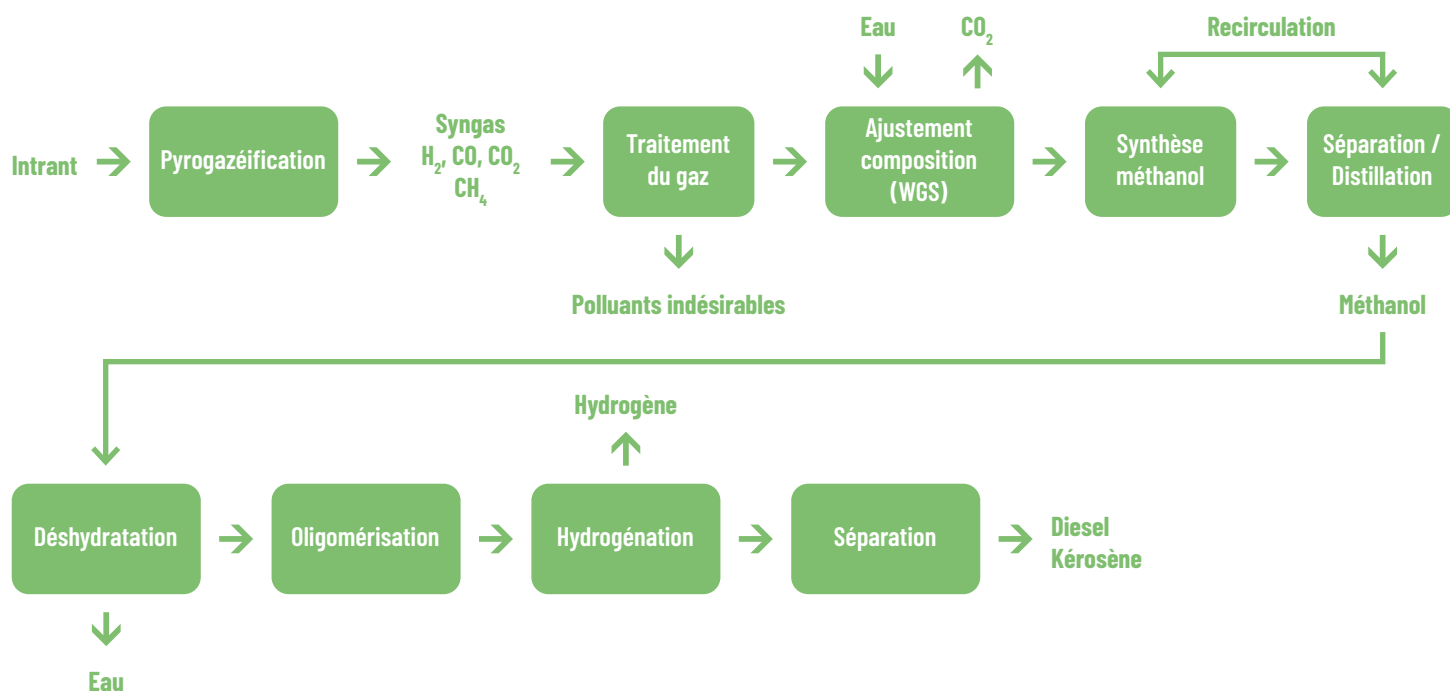 Eau
CO₂
Recirculation
Intrant
Pyrogazéification
Syngas
H₂, CO, CO₂
CH₄
Traitement
du gaz
Ajustement
composition
(WGS)
Synthèse
méthanol
Séparation /
Distillation
Polluants indésirables
Méthanol
Hydrogène
Déshydratation
Oligomérisation
Hydrogénation
Séparation
Diesel
Kérosène
Eau